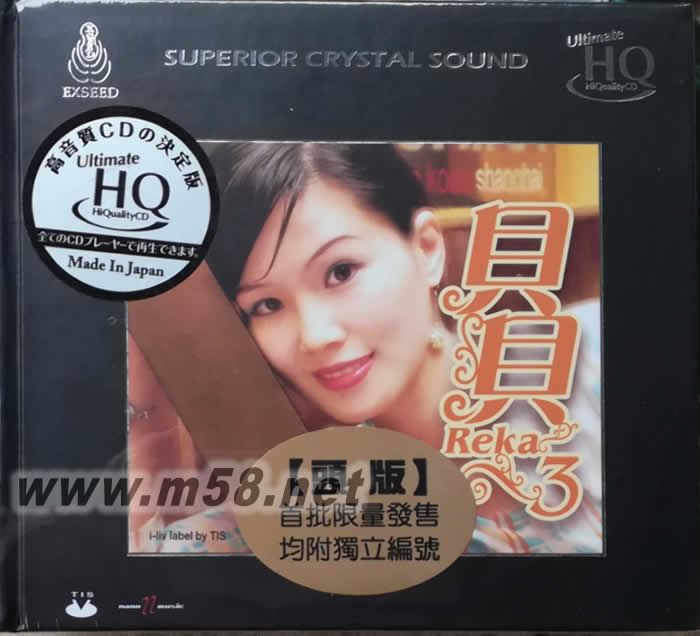 EXSEED
SUPERIOR CRYSTAL SOUND
Ultimate
HQ
HiQualityCD
高音質CDの決定版
Ultimate
HQ
HiQualityCD
全てのCDプレーヤーで再生できます。
Made In Japan
shanghai
貝
貝
Reka
3
www.m58.net
【頭版】
首批限量發售
均附獨立編號
i-liv label by TIS
TIS
nana music